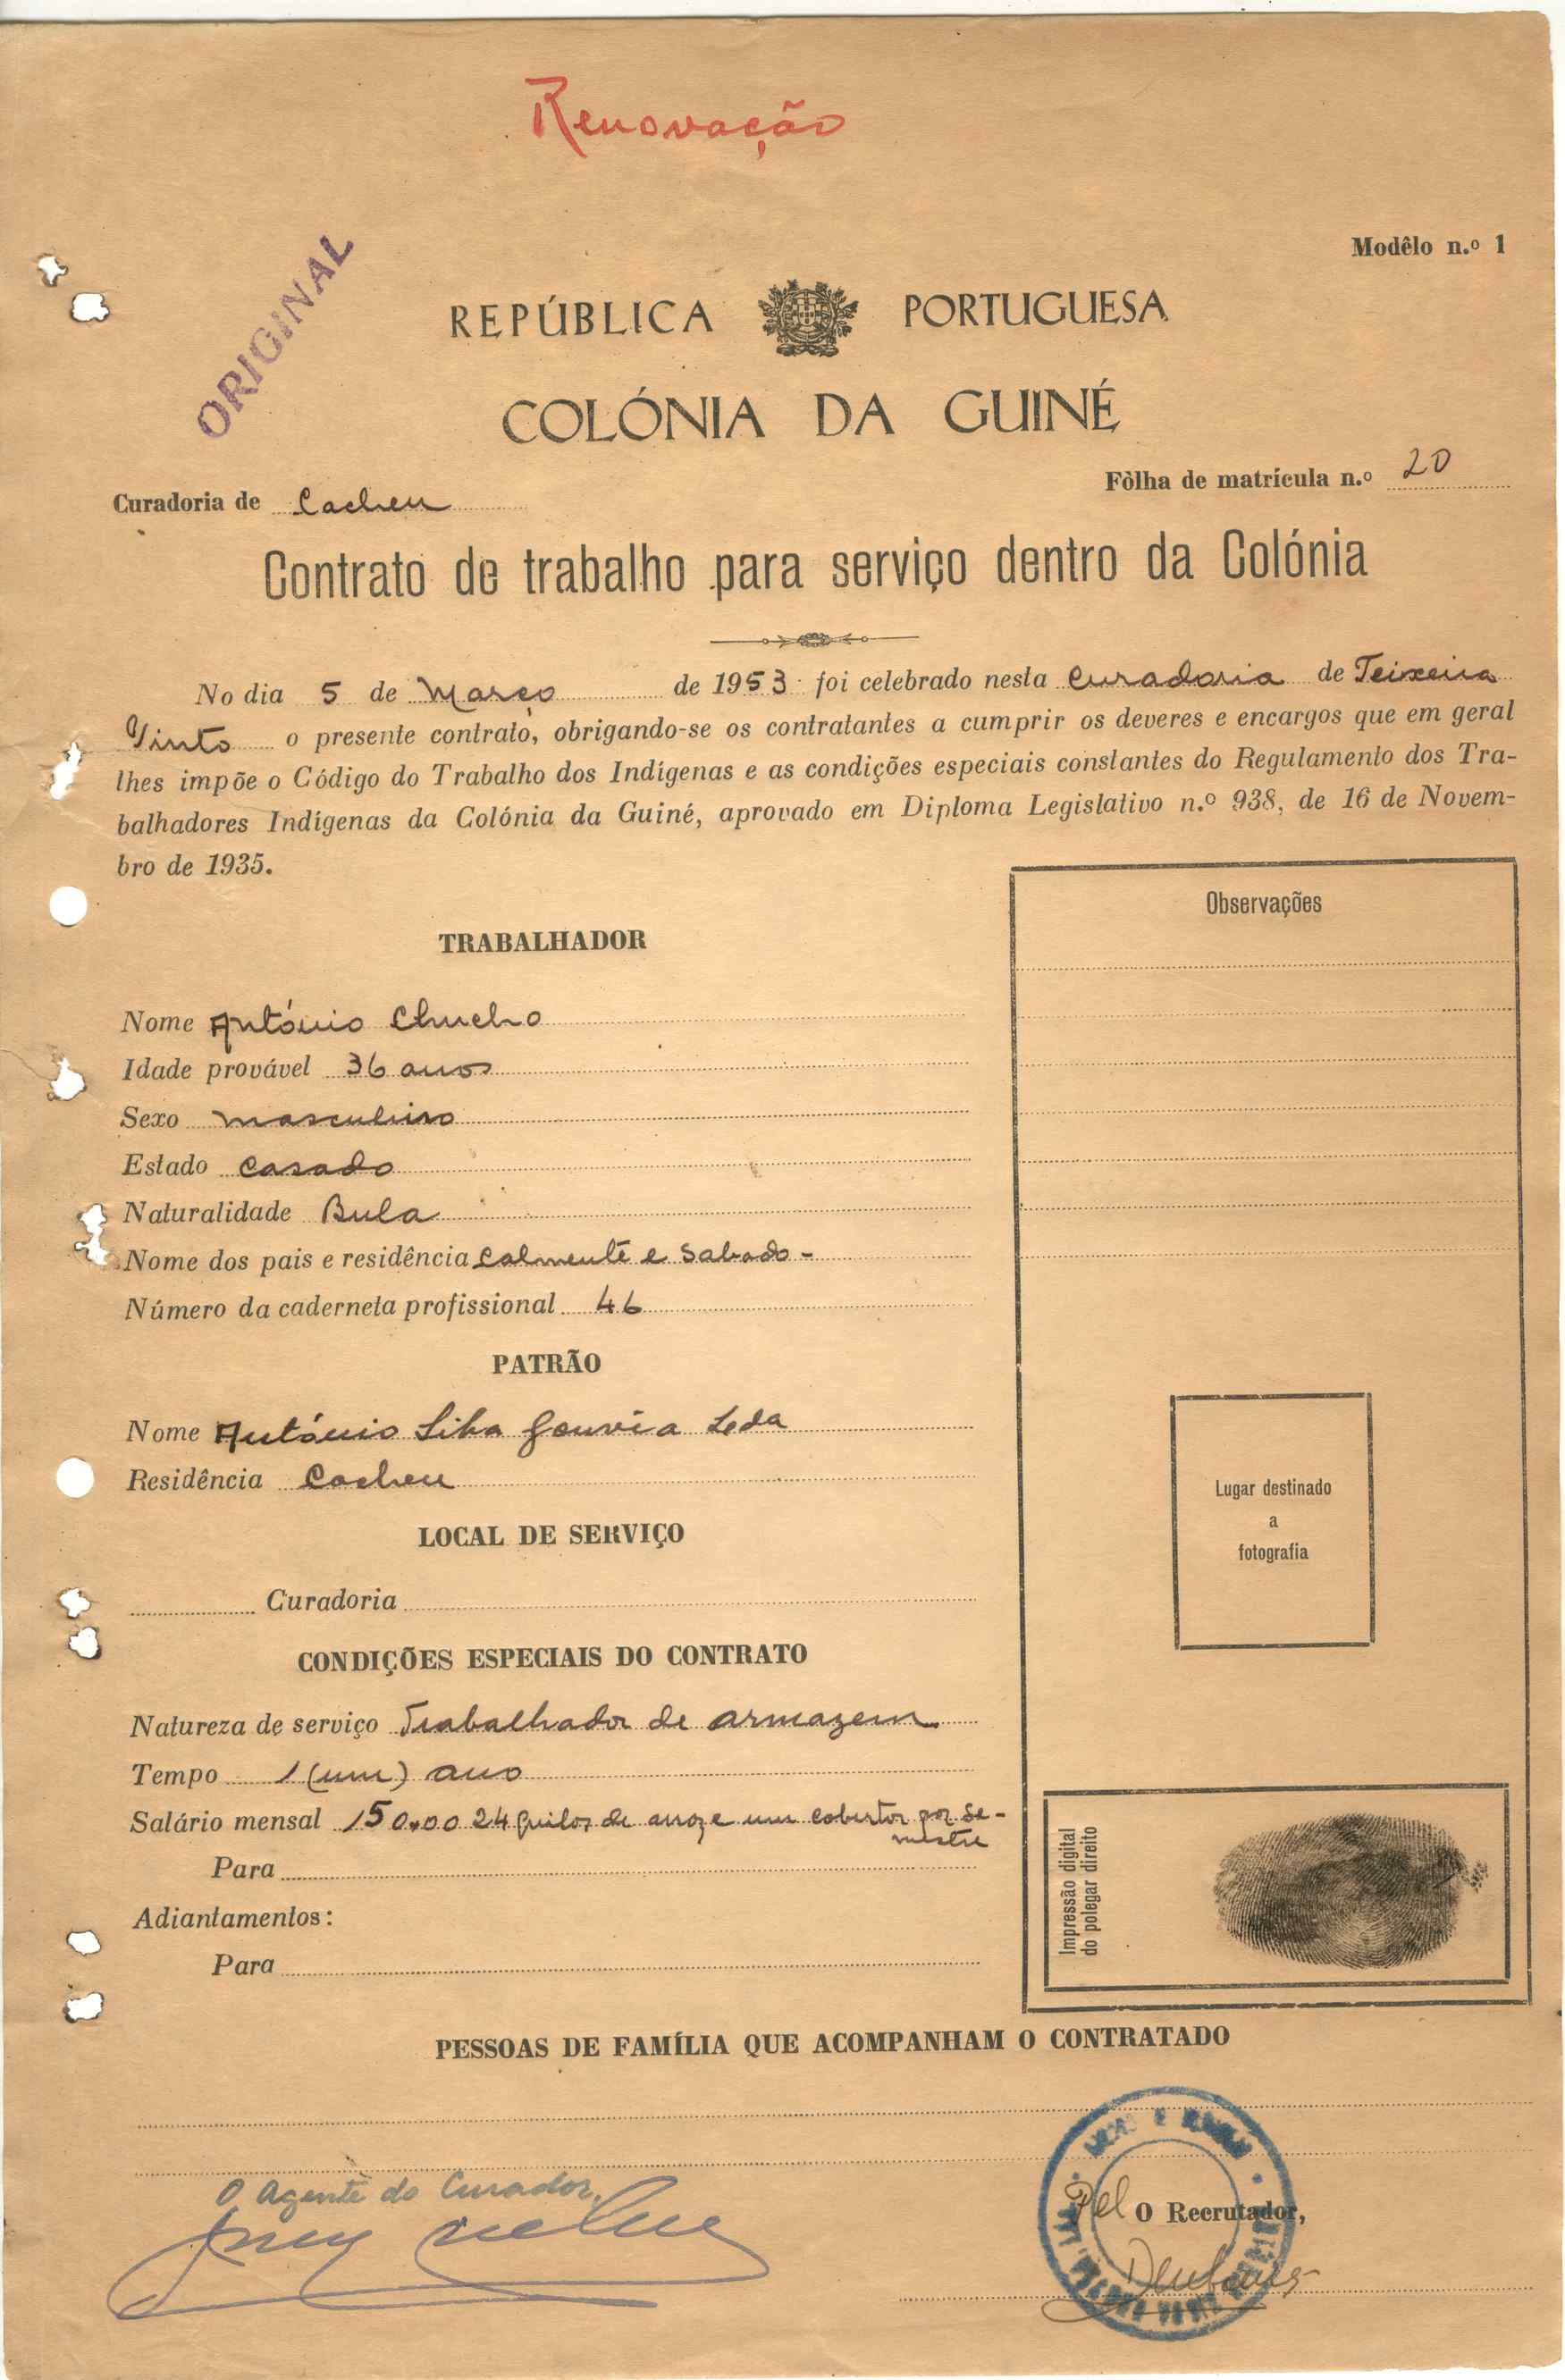 Renovação
ORIGINAL
Modêlo n.º 1
REPÚBLICA PORTUGUESA
COLÓNIA DA GUINÉ
Fôlha de matrícula n.º 20
Curadoria de Cacheu
Contrato de trabalho para serviço dentro da Colónia
No dia 5 de Março de 1953 foi celebrado nesta Curadoria de Teixeira
Pinto o presente contrato, obrigando-se os contratantes a cumprir os deveres e encargos que em geral
lhes impõe o Código do Trabalho dos Indígenas e as condições especiais constantes do Regulamento dos Tra-
balhadores Indígenas da Colónia da Guiné, aprovado em Diploma Legislativo n.º 938, de 16 de Novem-
bro de 1935.
Observações
TRABALHADOR
Nome António Chucho
Idade provável 36 anos
Sexo masculino
Estado casado
Naturalidade Bula
Nome dos pais e residência Calmente e Sabado -
Número da caderneta profissional 46
PATRÃO
Nome António Silva Gouvia Lda
Residência Cacheu
LOCAL DE SERVIÇO
Curadoria
Lugar destinado
a
fotografia
CONDIÇÕES ESPECIAIS DO CONTRATO
Natureza de serviço Trabalhador de armazem
Tempo 1 (um) ano
Salário mensal 150,00 24 quilos de arroz e um cobertor por se-
mestre
Para
Adiantamentos:
Para
Impressão digital
do polegar direito
PESSOAS DE FAMÍLIA QUE ACOMPANHAM O CONTRATADO
O Agente do Curador,
Pel O Recrutador,